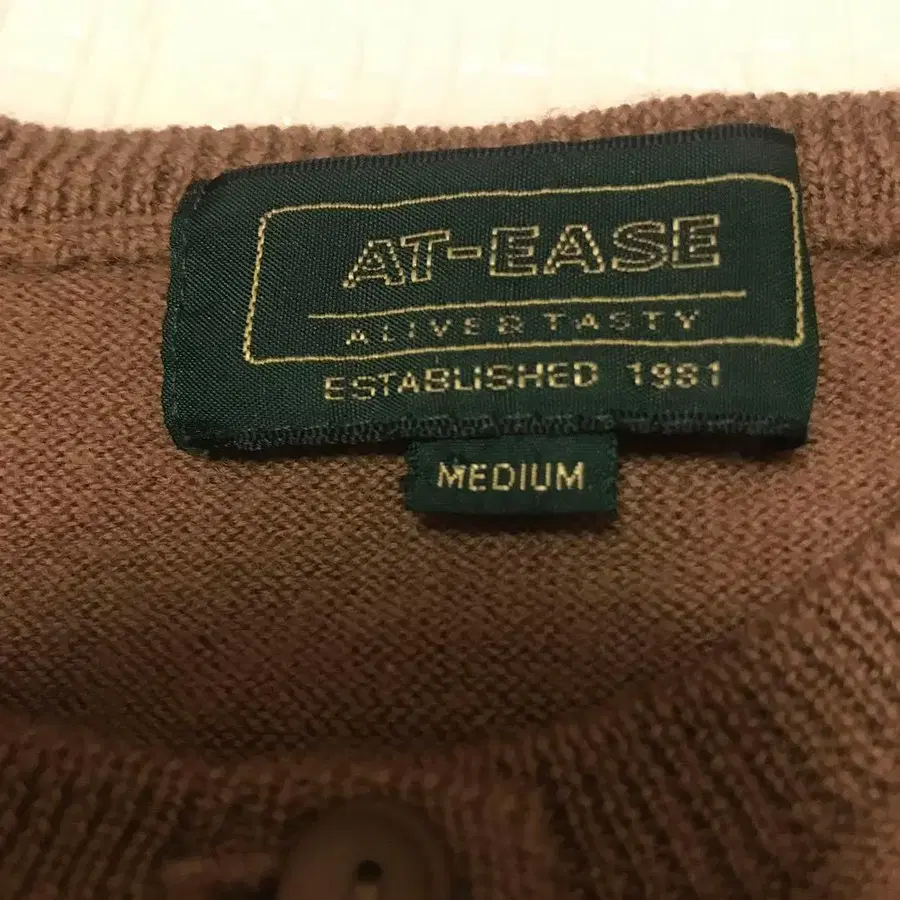 AT-EASE
ALIVE & TASTY
ESTABLISHED 1981
MEDIUM